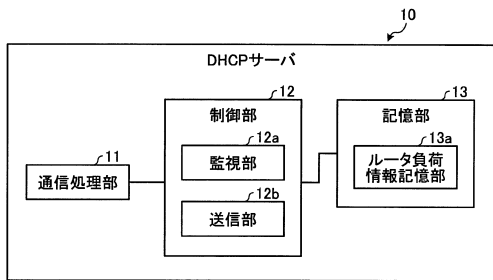 10
DHCPサーバ
12
制御部
12a
監視部
12b
送信部
11
通信処理部
13
記憶部
13a
ルータ負荷
情報記憶部